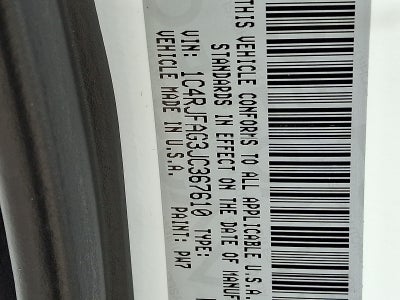 THIS VEHICLE CONFORMS TO ALL APPLICABLE U.S.A.
STANDARDS IN EFFECT ON THE DATE OF MANUF
VIN: 1C4RJFAG3JC367610 TYPE:
VEHICLE MADE IN U.S.A. PAINT: PW7